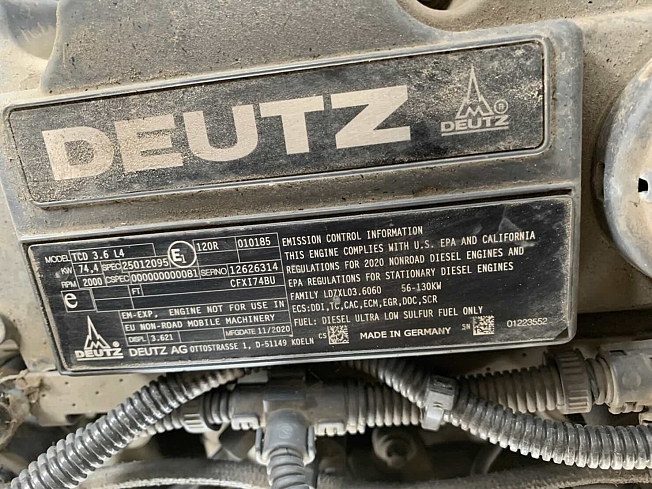 DEUTZ
DEUTZ ®
MODEL TCD 3.6 L4
KW 74,4 SPEC 25012095 E1 120R 010185
RPM 2000 CSPEC 00000000081 SERNO 12626314
e FT CFXI74BU
EM-EXP. ENGINE NOT FOR USE IN
EU NON-ROAD MOBILE MACHINERY
DISPL 3.621 MFGDATE 11/2020
DEUTZ DEUTZ AG OTTOSTRASSE 1, D-51149 KOELN
EMISSION CONTROL INFORMATION
THIS ENGINE COMPLIES WITH U.S. EPA AND CALIFORNIA
REGULATIONS FOR 2020 NONROAD DIESEL ENGINES
EPA REGULATIONS FOR STATIONARY DIESEL ENGINES
FAMILY LDZXL03.6060 56-130KW
ECS:DDI,TC,CAC,ECM,EGR,DOC,SCR
FUEL: DIESEL ULTRA LOW SULFUR FUEL ONLY
CS MADE IN GERMANY SN 01223552